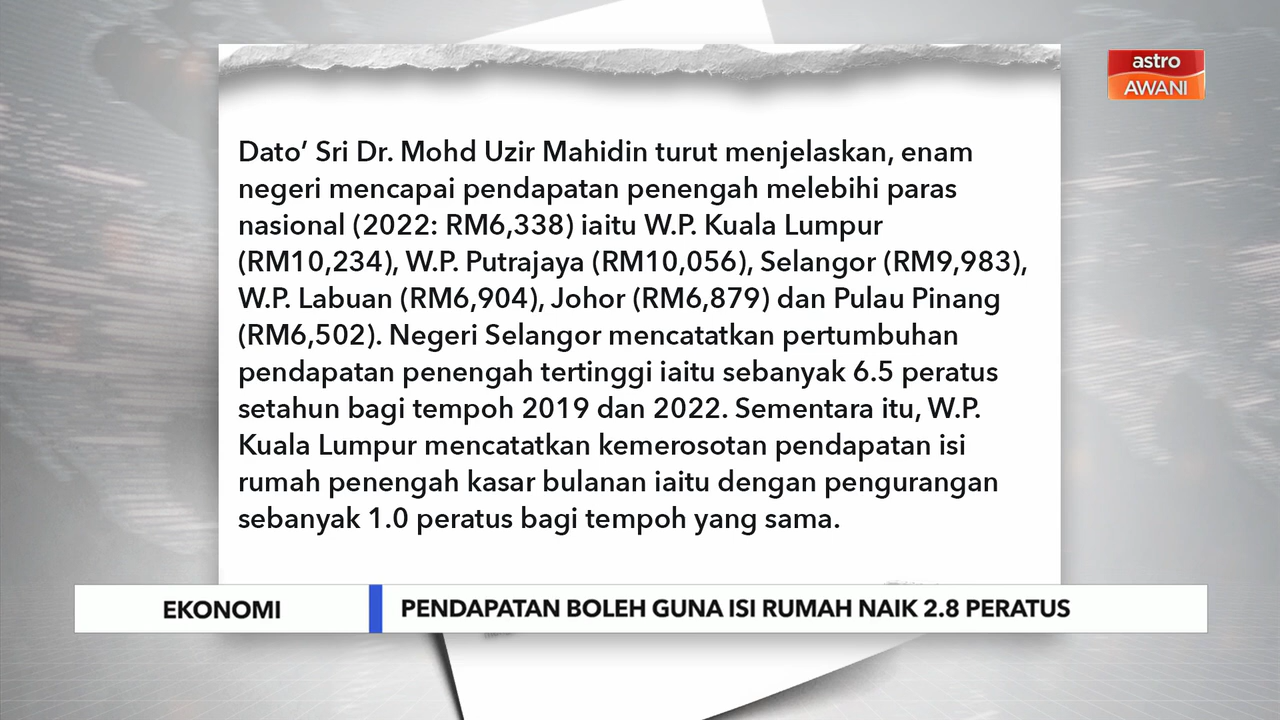 astro
AWANI
Dato’ Sri Dr. Mohd Uzir Mahidin turut menjelaskan, enam
negeri mencapai pendapatan penengah melebihi paras
nasional (2022: RM6,338) iaitu W.P. Kuala Lumpur
(RM10,234), W.P. Putrajaya (RM10,056), Selangor (RM9,983),
W.P. Labuan (RM6,904), Johor (RM6,879) dan Pulau Pinang
(RM6,502). Negeri Selangor mencatatkan pertumbuhan
pendapatan penengah tertinggi iaitu sebanyak 6.5 peratus
setahun bagi tempoh 2019 dan 2022. Sementara itu, W.P.
Kuala Lumpur mencatatkan kemerosotan pendapatan isi
rumah penengah kasar bulanan iaitu dengan pengurangan
sebanyak 1.0 peratus bagi tempoh yang sama.
EKONOMI
PENDAPATAN BOLEH GUNA ISI RUMAH NAIK 2.8 PERATUS